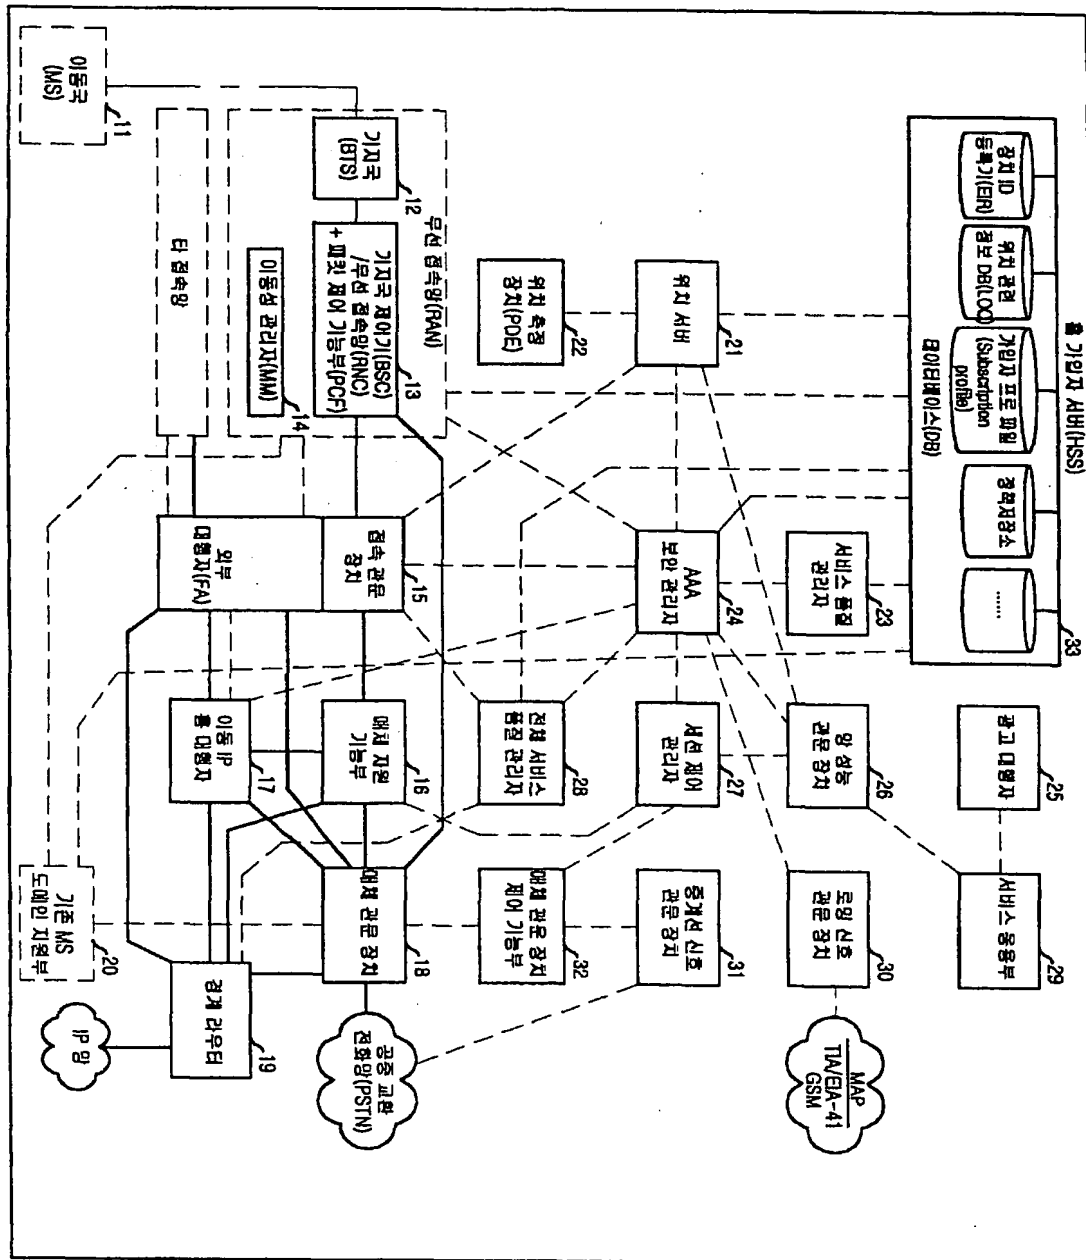 홈 가입자 서버(HSS)
장치 ID
등록기(EIR)
위치 관련
정보 DB(LOC)
가입자 프로 파일
(Subscription
profile)
정책저장소
......
데이터베이스(DB)
33
위치 서버
21
위치 측정
장치(PDE)
22
서비스 품질
관리자
23
AAA
보안 관리자
24
광고 대행자
25
망 성능
관문 장치
26
세션 제어
관리자
27
전체 서비스
품질 관리자
28
서비스 응용부
29
로밍 신호
관문 장치
30
중계선 신호
관문 장치
31
매체 관문 장치
제어 기능부
32
MAP
TIA/EIA-41
GSM
무선 접속망(RAN)
기지국
(BTS)
12
기지국 제어기(BSC)
/무선 접속망(RNC)
+ 패킷 제어 기능부(PCF)
13
이동성 관리자(MM)
14
이동국
(MS)
11
타 접속망
접속 관문
장치
15
외부
대행자(FA)
매체 자원
기능부
16
이동 IP
홈 대행자
17
매체 관문 장치
18
경계 라우터
19
기존 MS
도메인 지원부
20
공중 교환
전화망(PSTN)
IP 망